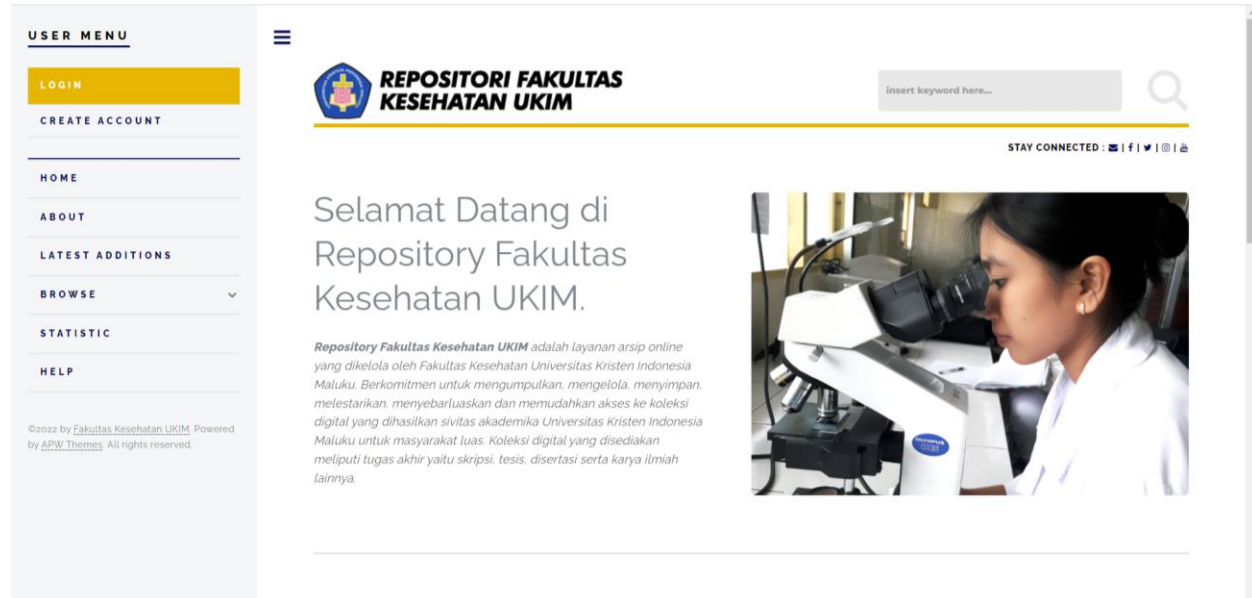 USER MENU
LOGIN
CREATE ACCOUNT
HOME
ABOUT
LATEST ADDITIONS
BROWSE
STATISTIC
HELP
©2022 by Fakultas Kesehatan UKIM. Powered
by APW Themes. All rights reserved.
REPOSITORI FAKULTAS
KESEHATAN UKIM
insert keyword here...
STAY CONNECTED :
Selamat Datang di
Repository Fakultas
Kesehatan UKIM.
Repository Fakultas Kesehatan UKIM adalah layanan arsip online
yang dikelola oleh Fakultas Kesehatan Universitas Kristen Indonesia
Maluku. Berkomitmen untuk mengumpulkan, mengelola, menyimpan,
melestarikan, menyebarluaskan dan memudahkan akses ke koleksi
digital yang dihasilkan sivitas akademika Universitas Kristen Indonesia
Maluku untuk masyarakat luas. Koleksi digital yang disediakan
meliputi tugas akhir yaitu skripsi, tesis, disertasi serta karya ilmiah
lainnya.
OLYMPUS